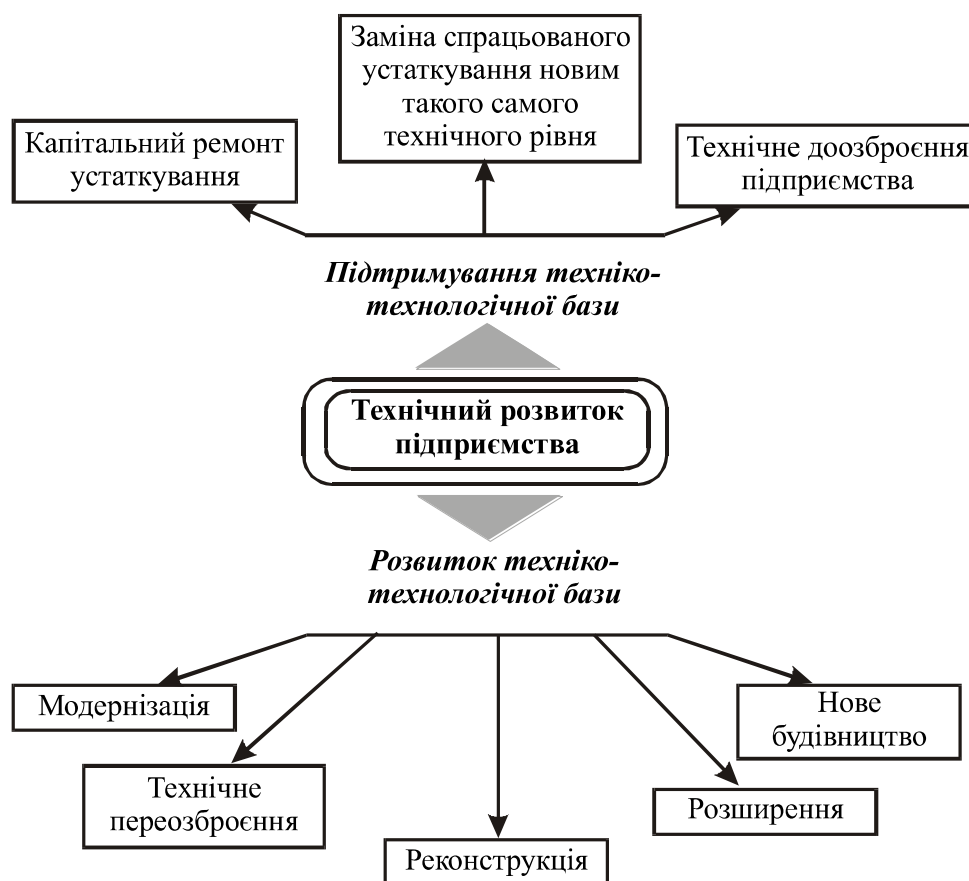 Заміна спрацьованого
устаткування новим
такого самого
технічного рівня
Капітальний ремонт
устаткування
Технічне доозброєння
підприємства
Підтримування техніко-
технологічної бази
Технічний розвиток
підприємства
Розвиток техніко-
технологічної бази
Модернізація
Нове
будівництво
Технічне
переозброєння
Розширення
Реконструкція